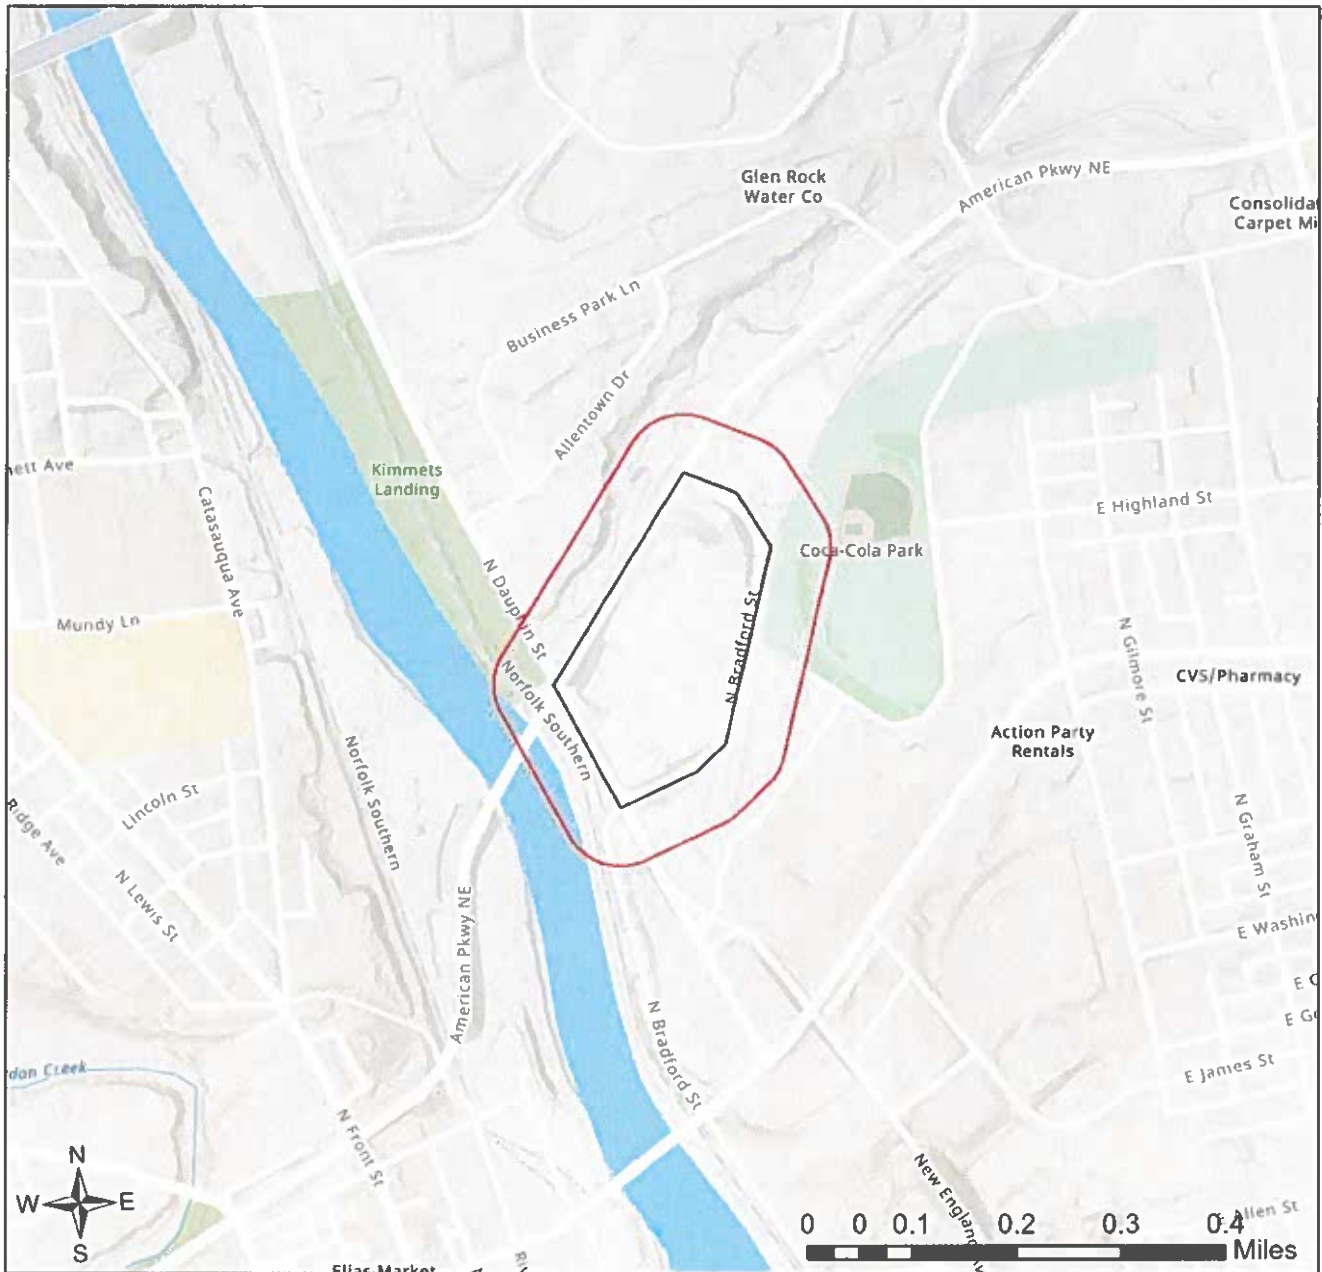 Glen Rock
Water Co
American Pkwy NE
Consolida
Carpet Mi
Business Park Ln
Allentown Dr
Kimmets
Landing
ett Ave
Catasauqua Ave
E Highland St
Coca-Cola Park
N Dauphin St
Mundy Ln
N Bradford St
N Gilmore St
Norfolk Southern
CVS/Pharmacy
Action Party
Rentals
Norfolk Southern
Lincoln St
Ridge Ave
N Lewis St
N Graham St
American Pkwy NE
E Washin
E G
N Bradford St
don Creek
E James St
N Front St
N
W E
S
New England
Allen St
0 0 0.1 0.2 0.3 0.4
Miles
Elias Market